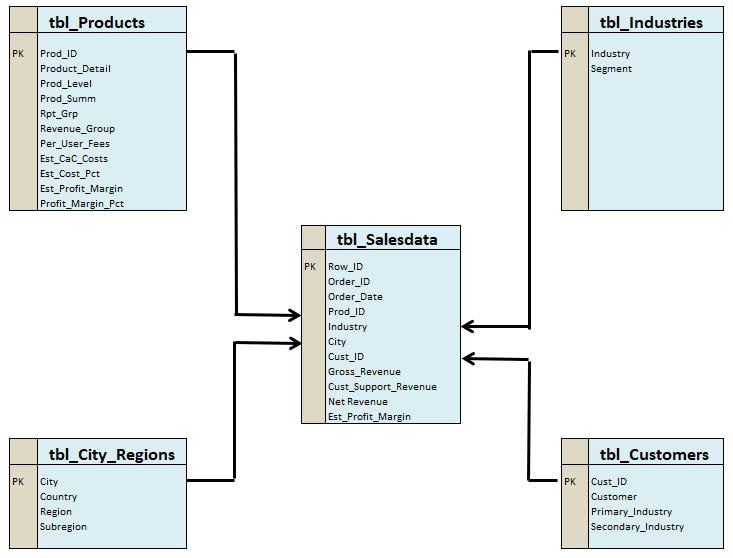 tbl_Products
PK Prod_ID
Product_Detail
Prod_Level
Prod_Summ
Rpt_Grp
Revenue_Group
Per_User_Fees
Est_CaC_Costs
Est_Cost_Pct
Est_Profit_Margin
Profit_Margin_Pct
tbl_Industries
PK Industry
Segment
tbl_Salesdata
PK Row_ID
Order_ID
Order_Date
Prod_ID
Industry
City
Cust_ID
Gross_Revenue
Cust_Support_Revenue
Net Revenue
Est_Profit_Margin
tbl_City_Regions
PK City
Country
Region
Subregion
tbl_Customers
PK Cust_ID
Customer
Primary_Industry
Secondary_Industry